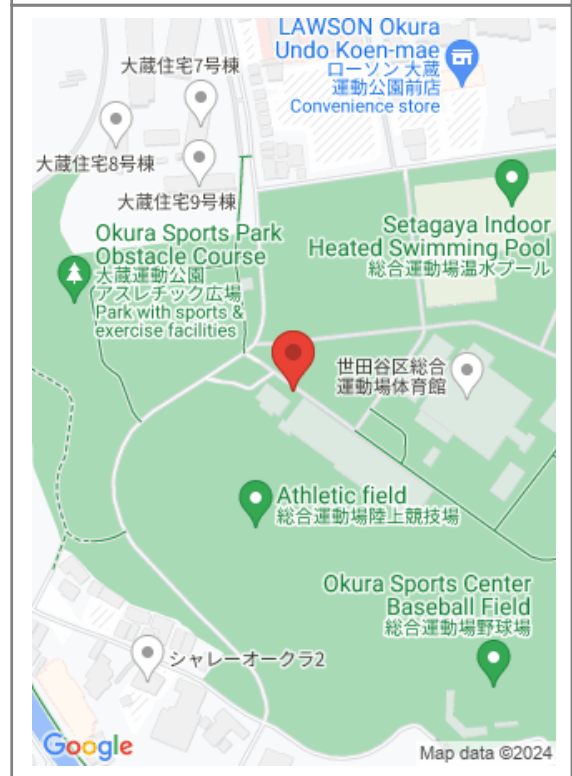 LAWSON Okura
Undo Koen-mae
ローソン 大蔵
運動公園前店
Convenience store
大蔵住宅7号棟
大蔵住宅8号棟
大蔵住宅9号棟
Setagaya Indoor
Heated Swimming Pool
総合運動場温水プール
Okura Sports Park
Obstacle Course
大蔵運動公園
アスレチック広場
Park with sports &
exercise facilities
世田谷区総合
運動場体育館
Athletic field
総合運動場陸上競技場
Okura Sports Center
Baseball Field
総合運動場野球場
シャレーオークラ2
Google
Map data ©2024